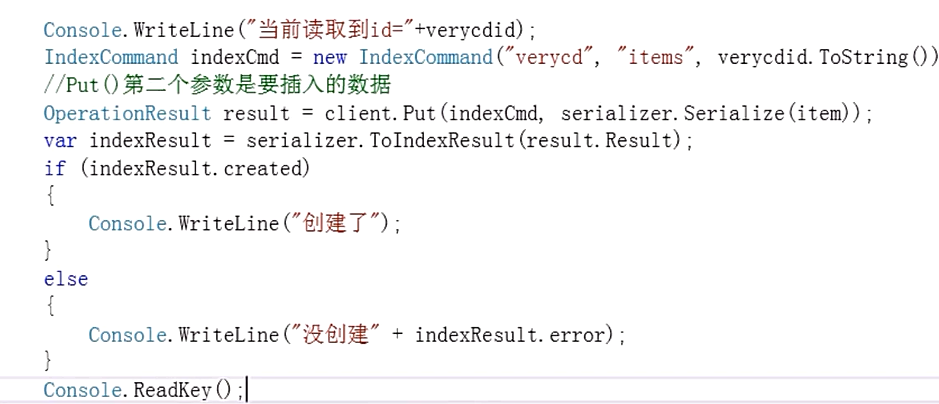 Console.WriteLine("当前读取到id="+verycdid);
IndexCommand indexCmd = new IndexCommand("verycd", "items", verycdid.ToString())
//Put()第二个参数是要插入的数据
OperationResult result = client.Put(indexCmd, serializer.Serialize(item));
var indexResult = serializer.ToIndexResult(result.Result);
if (indexResult.created)
{
    Console.WriteLine("创建了");
}
else
{
    Console.WriteLine("没创建" + indexResult.error);
}
Console.ReadKey();